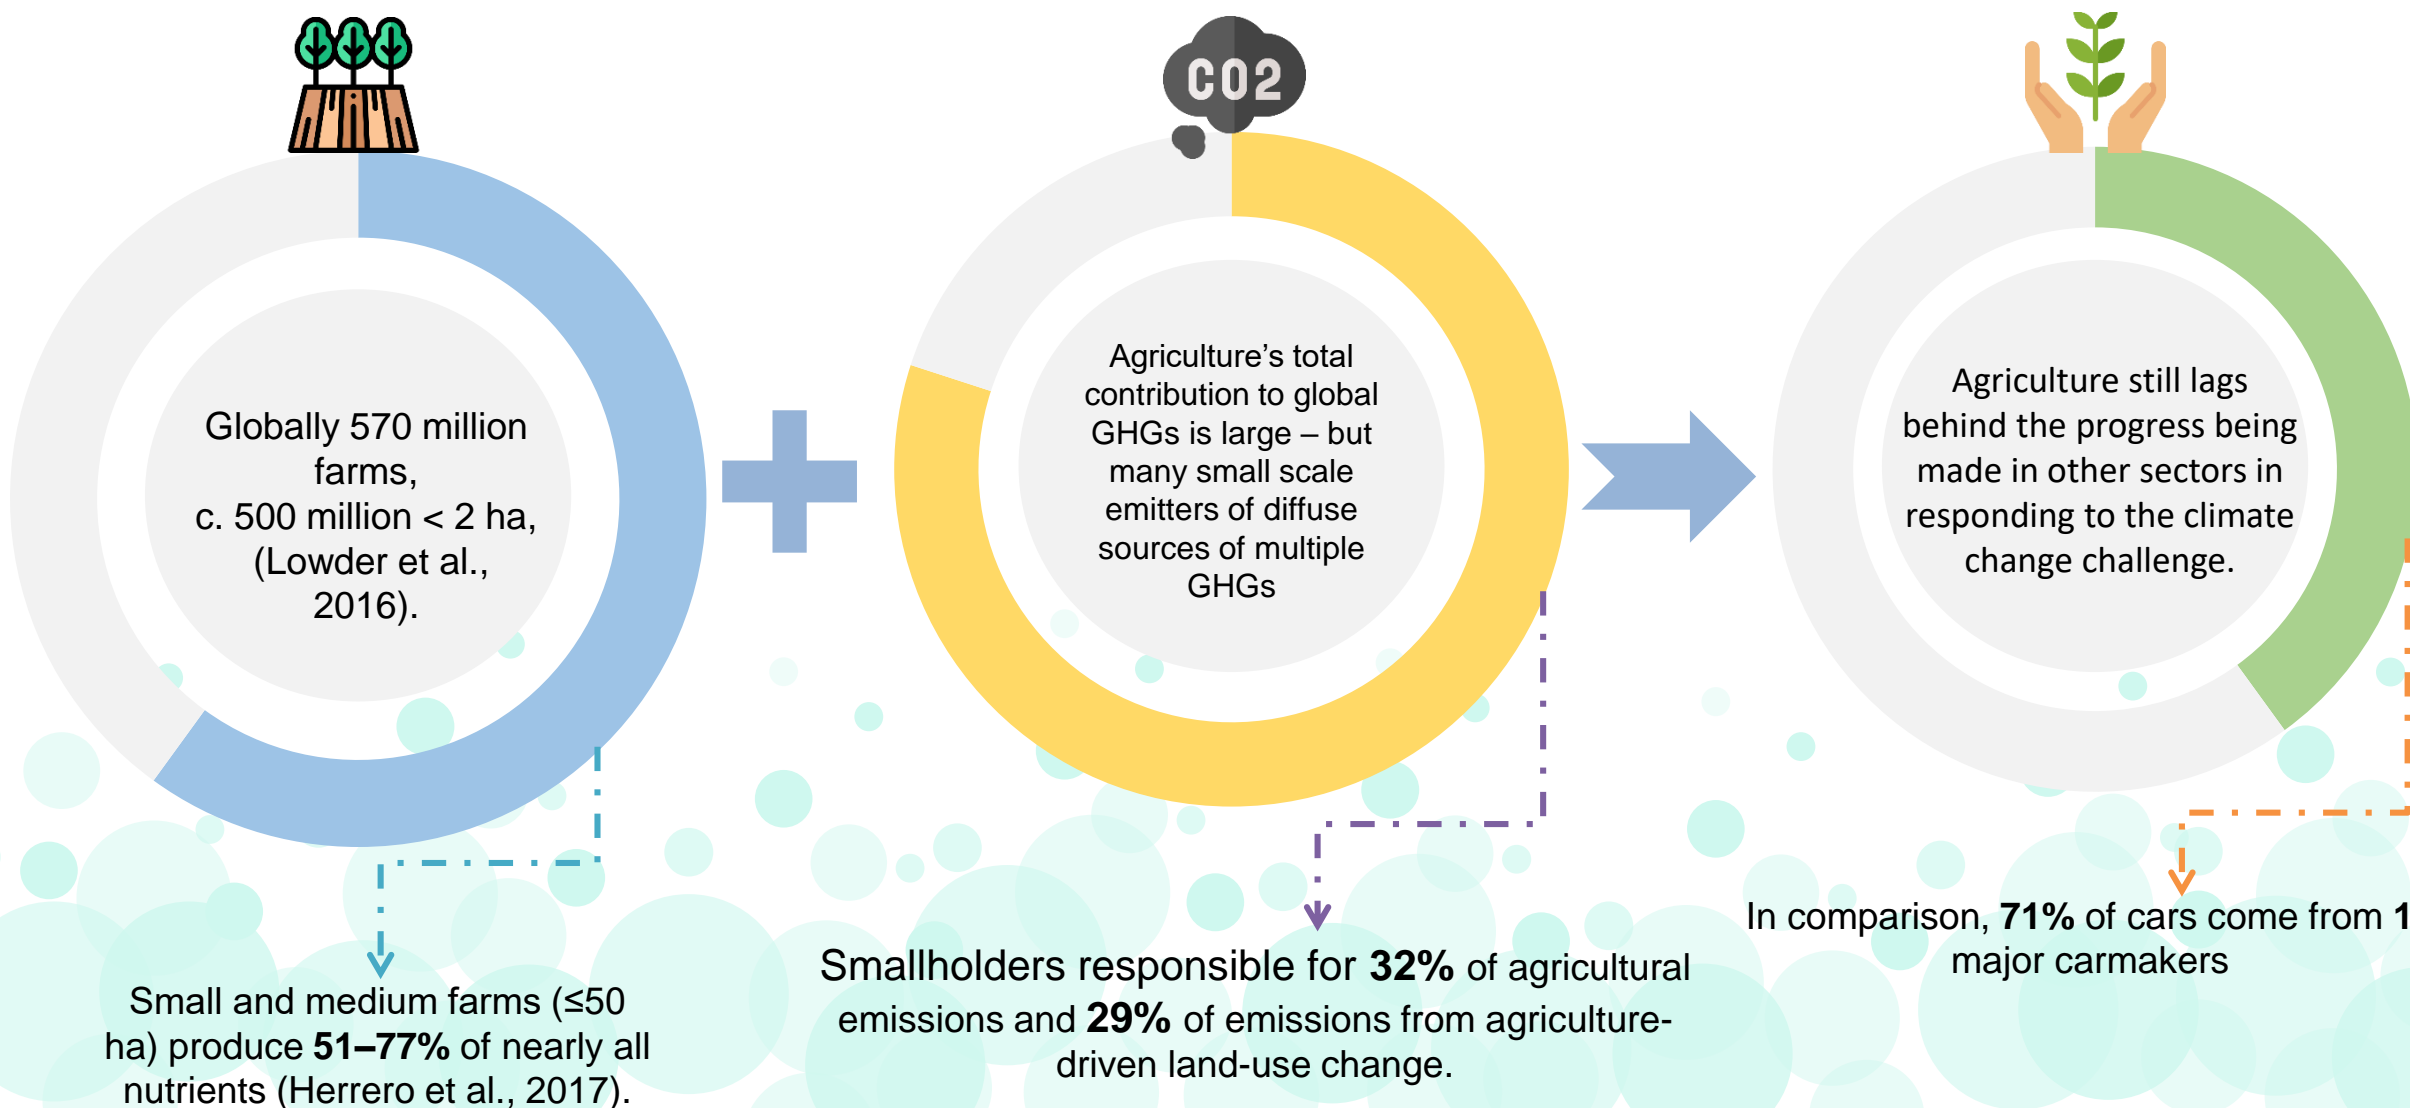 CO2
Globally 570 million
farms,
c. 500 million < 2 ha,
(Lowder et al.,
2016).
Agriculture’s total
contribution to global
GHGs is large – but
many small scale
emitters of diffuse
sources of multiple
GHGs
Agriculture still lags
behind the progress being
made in other sectors in
responding to the climate
change challenge.
Small and medium farms (≤50
ha) produce 51–77% of nearly all
nutrients (Herrero et al., 2017).
Smallholders responsible for 32% of agricultural
emissions and 29% of emissions from agriculture-
driven land-use change.
In comparison, 71% of cars come from
major carmakers